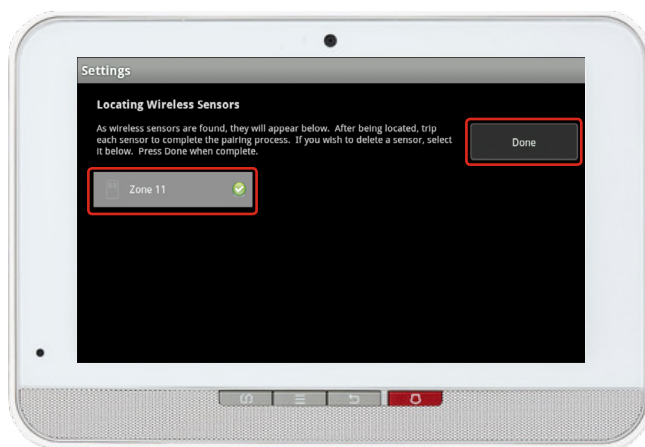 Settings
Locating Wireless Sensors
As wireless sensors are found, they will appear below. After being located, trip
each sensor to complete the pairing process. If you wish to delete a sensor, select
it below. Press Done when complete.
Done
Zone 11